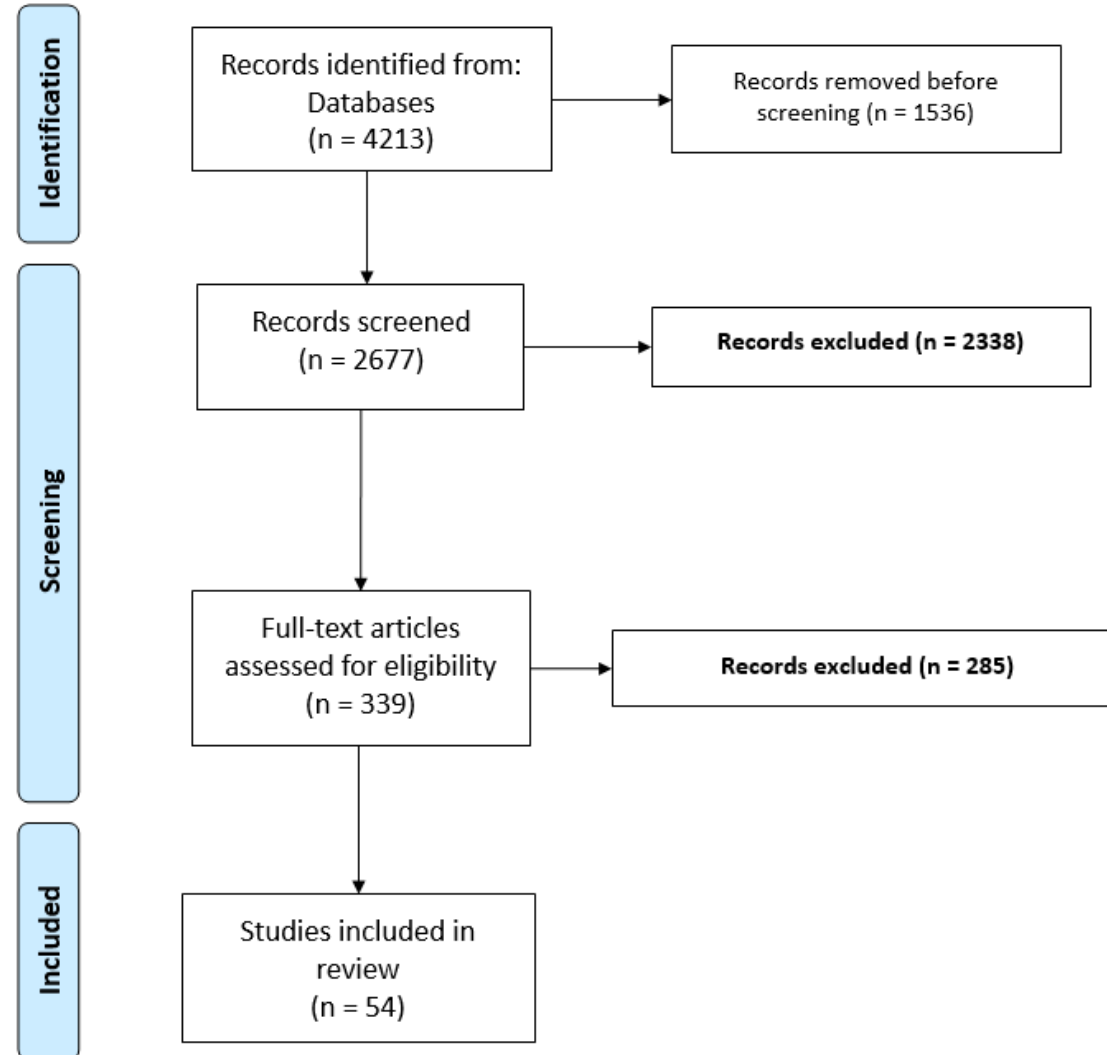 Identification
Records identified from:
Databases
(n = 4213)
Records removed before
screening (n = 1536)
Screening
Records screened
(n = 2677)
Records excluded (n = 2338)
Full-text articles
assessed for eligibility
(n = 339)
Records excluded (n = 285)
Included
Studies included in
review
(n = 54)